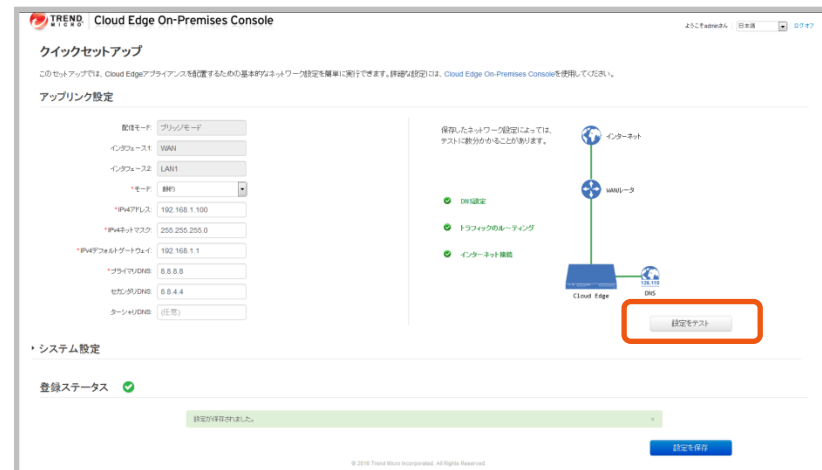 TREND MICRO Cloud Edge On-Premises Console
ようこそadminさん 日本語 ログオフ
クイックセットアップ
このセットアップでは、Cloud Edgeアプライアンスを配置するための基本的なネットワーク設定を簡単に実行できます。詳細な設定には、Cloud Edge On-Premises Consoleを使用してください。
アップリンク設定
配信モード: ブリッジモード
インタフェース1: WAN
インタフェース2: LAN1
*モード: 静的
*IPv4アドレス: 192.168.1.100
*IPv4ネットマスク: 255.255.255.0
*IPv4デフォルトゲートウェイ: 192.168.1.1
*プライマリDNS: 8.8.8.8
セカンダリDNS: 8.8.4.4
ターシャリDNS: (任意)
保存したネットワーク設定によっては、
テストに数分かかることがあります。
DNS設定
トラフィックのルーティング
インターネット接続
インターネット
WANルータ
Cloud Edge
DNS
設定をテスト
システム設定
登録ステータス
設定が保存されました。
×
設定を保存
© 2016 Trend Micro Incorporated. All Rights Reserved.